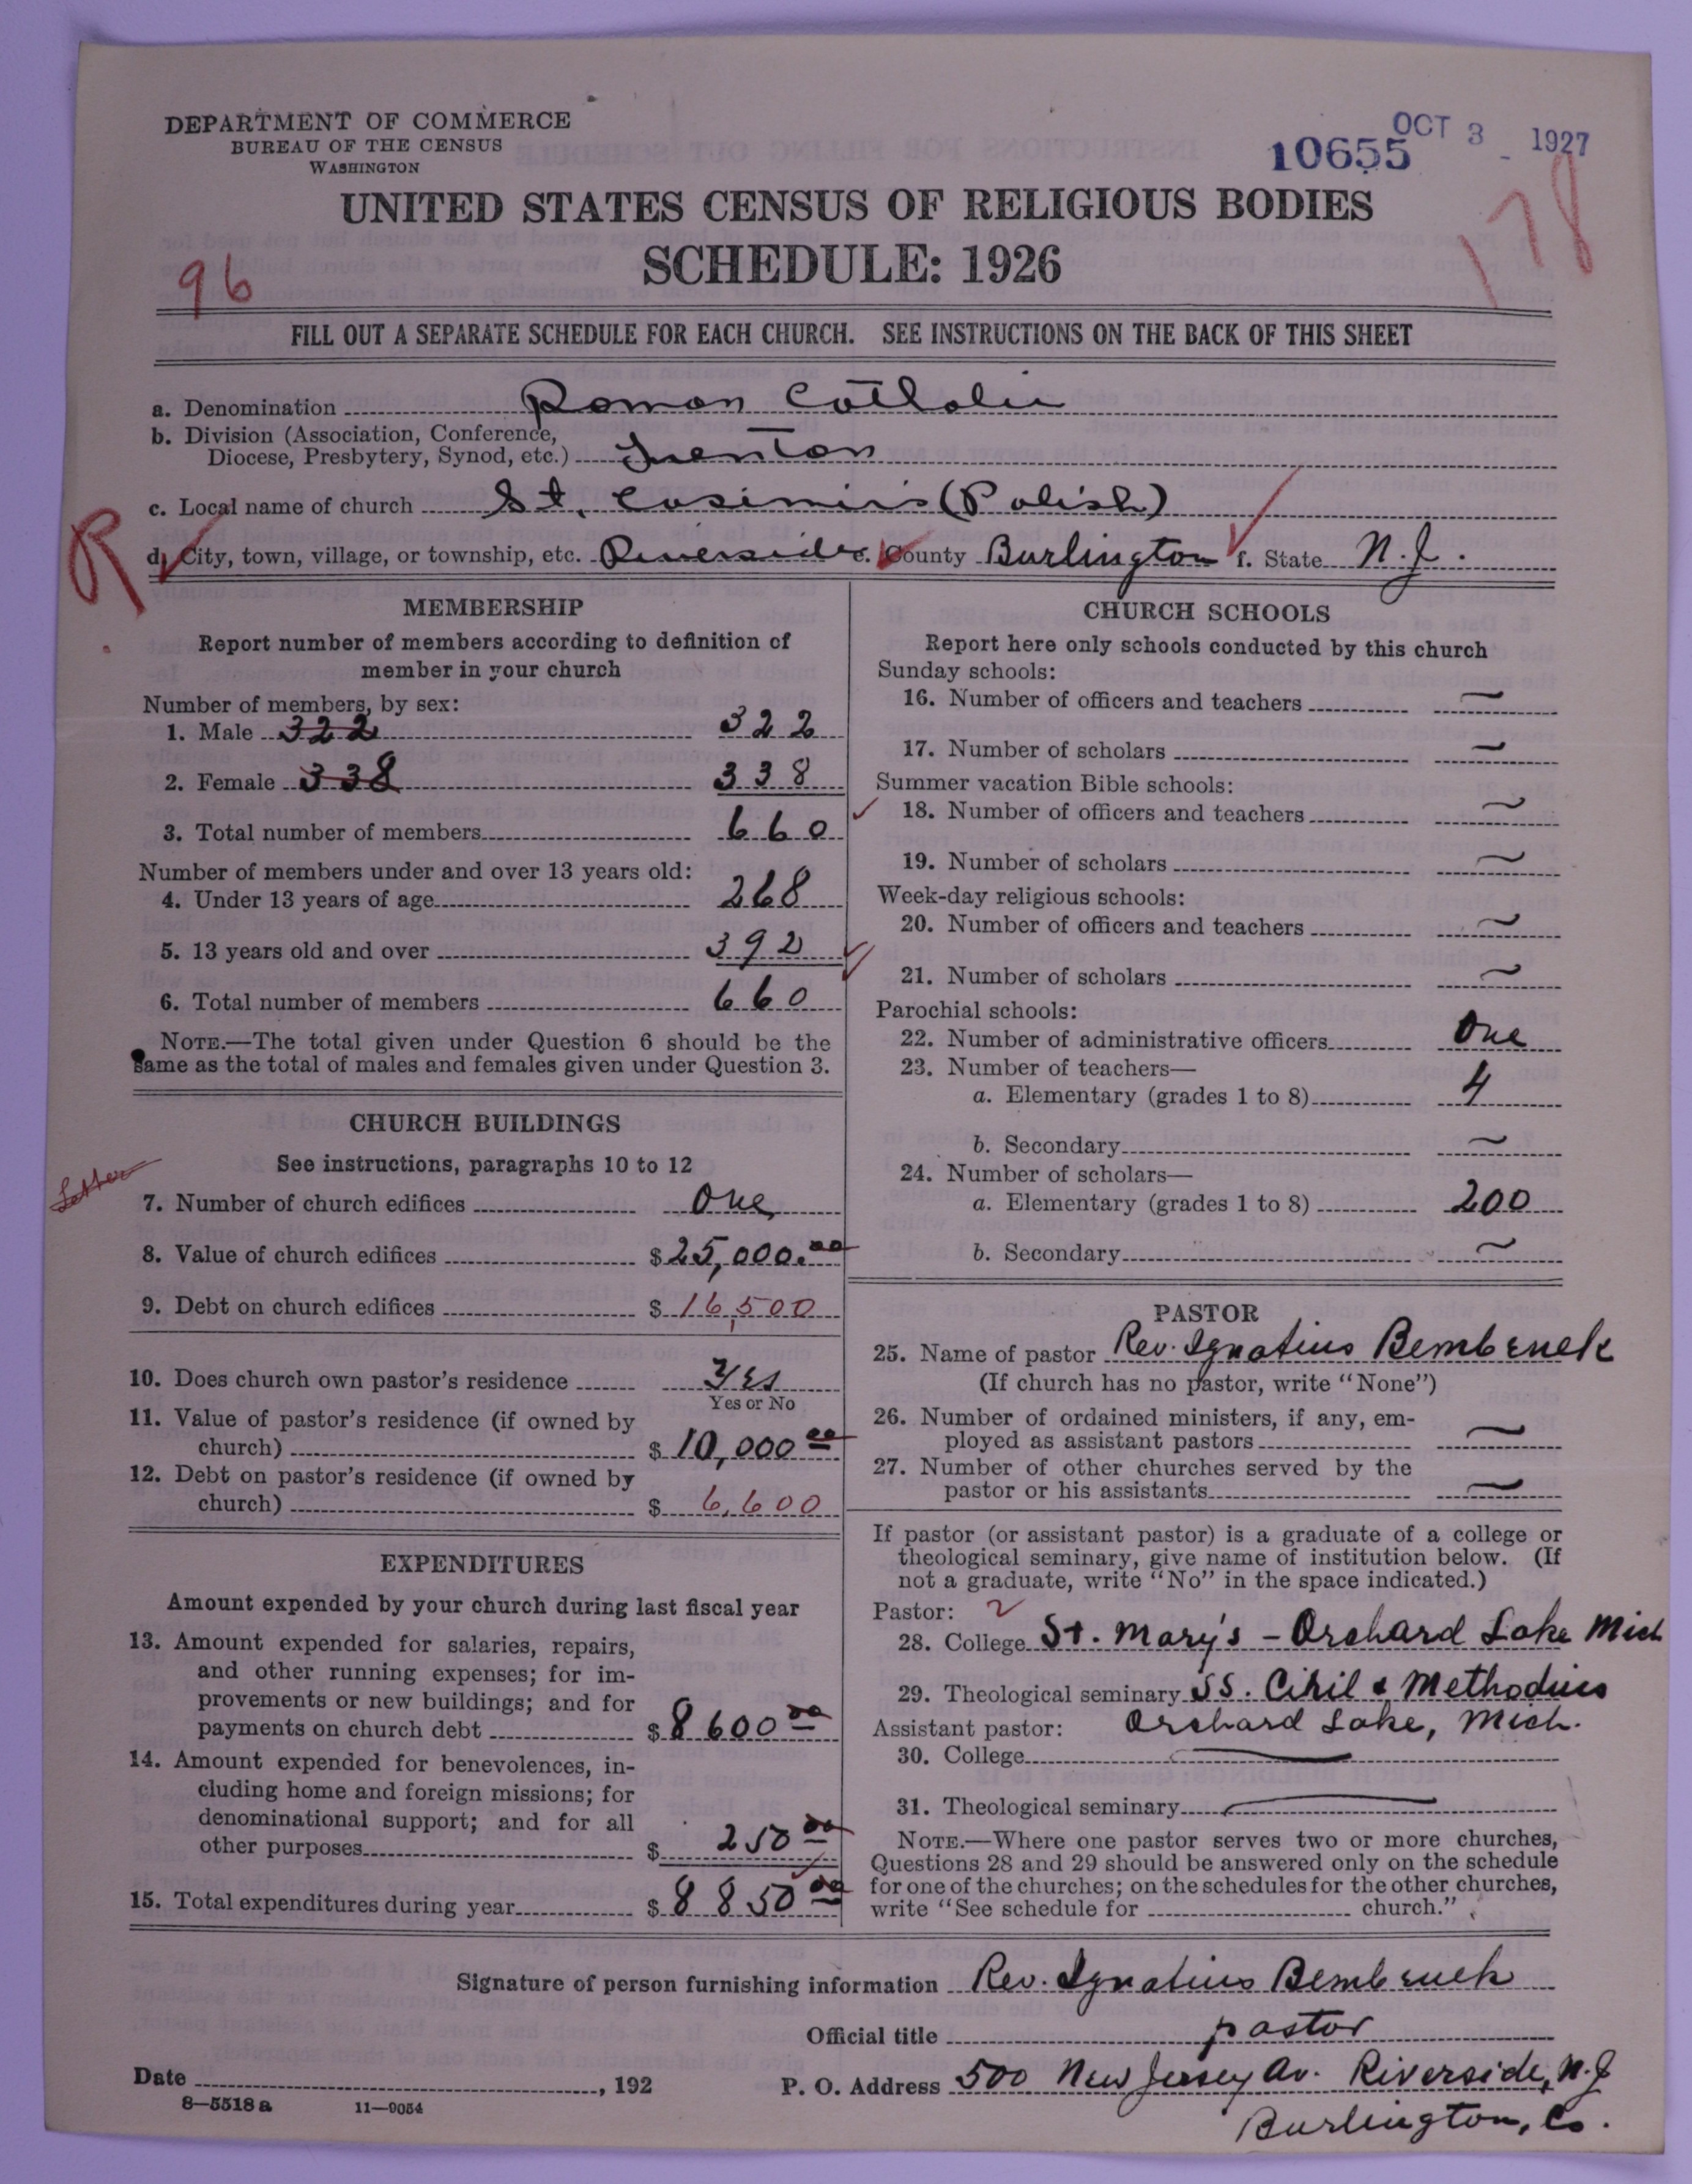 DEPARTMENT OF COMMERCE
BUREAU OF THE CENSUS
WASHINGTON
10655 OCT 3 - 1927
178
UNITED STATES CENSUS OF RELIGIOUS BODIES
SCHEDULE: 1926
96
FILL OUT A SEPARATE SCHEDULE FOR EACH CHURCH. SEE INSTRUCTIONS ON THE BACK OF THIS SHEET
a. Denomination Roman Catholic
b. Division (Association, Conference,
Diocese, Presbytery, Synod, etc.) Trenton
c. Local name of church St. Casimir's (Polish)
R
d. City, town, village, or township, etc. Riverside e. County Burlington f. State N.J.
MEMBERSHIP
Report number of members according to definition of
member in your church
Number of members, by sex:
1. Male 322 322
2. Female 338 338
3. Total number of members 660
Number of members under and over 13 years old:
4. Under 13 years of age 268
5. 13 years old and over 392
6. Total number of members 660
NOTE.—The total given under Question 6 should be the
same as the total of males and females given under Question 3.
CHURCH BUILDINGS
See instructions, paragraphs 10 to 12
Letter
7. Number of church edifices One
8. Value of church edifices $25,000.00
9. Debt on church edifices $16,500
10. Does church own pastor's residence Yes
Yes or No
11. Value of pastor's residence (if owned by
church) $10,000 00
12. Debt on pastor's residence (if owned by
church) $6,600
EXPENDITURES
Amount expended by your church during last fiscal year
13. Amount expended for salaries, repairs,
and other running expenses; for im-
provements or new buildings; and for
payments on church debt $8600 00
14. Amount expended for benevolences, in-
cluding home and foreign missions; for
denominational support; and for all
other purposes $250 00
15. Total expenditures during year $8850 00
CHURCH SCHOOLS
Report here only schools conducted by this church
Sunday schools:
16. Number of officers and teachers —
17. Number of scholars —
Summer vacation Bible schools:
18. Number of officers and teachers —
19. Number of scholars —
Week-day religious schools:
20. Number of officers and teachers —
21. Number of scholars —
Parochial schools:
22. Number of administrative officers One
23. Number of teachers—
a. Elementary (grades 1 to 8) 4
b. Secondary —
24. Number of scholars—
a. Elementary (grades 1 to 8) 200
b. Secondary —
PASTOR
25. Name of pastor Rev. Ignatius Bembenek
(If church has no pastor, write "None")
26. Number of ordained ministers, if any, em-
ployed as assistant pastors —
27. Number of other churches served by the
pastor or his assistants —
If pastor (or assistant pastor) is a graduate of a college or
theological seminary, give name of institution below. (If
not a graduate, write "No" in the space indicated.)
Pastor: 2
28. College St. Mary's - Orchard Lake Mich
29. Theological seminary SS. Ciril & Methodius
Assistant pastor: Orchard Lake, Mich.
30. College —
31. Theological seminary —
NOTE.—Where one pastor serves two or more churches,
Questions 28 and 29 should be answered only on the schedule
for one of the churches; on the schedules for the other churches,
write "See schedule for church."
Signature of person furnishing information Rev. Ignatius Bembenek
Official title pastor
Date , 192 P. O. Address 500 New Jersey Av. Riverside, N.J
Burlington, Co.
8—5518 a 11—9054